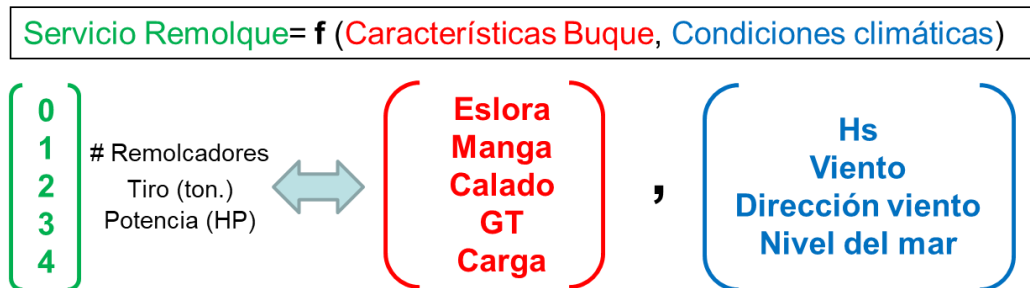 Servicio Remolque= f (Características Buque, Condiciones climáticas)
0
1
2
3
4
# Remolcadores
Tiro (ton.)
Potencia (HP)
Eslora
Manga
Calado
GT
Carga
,
Hs
Viento
Dirección viento
Nivel del mar